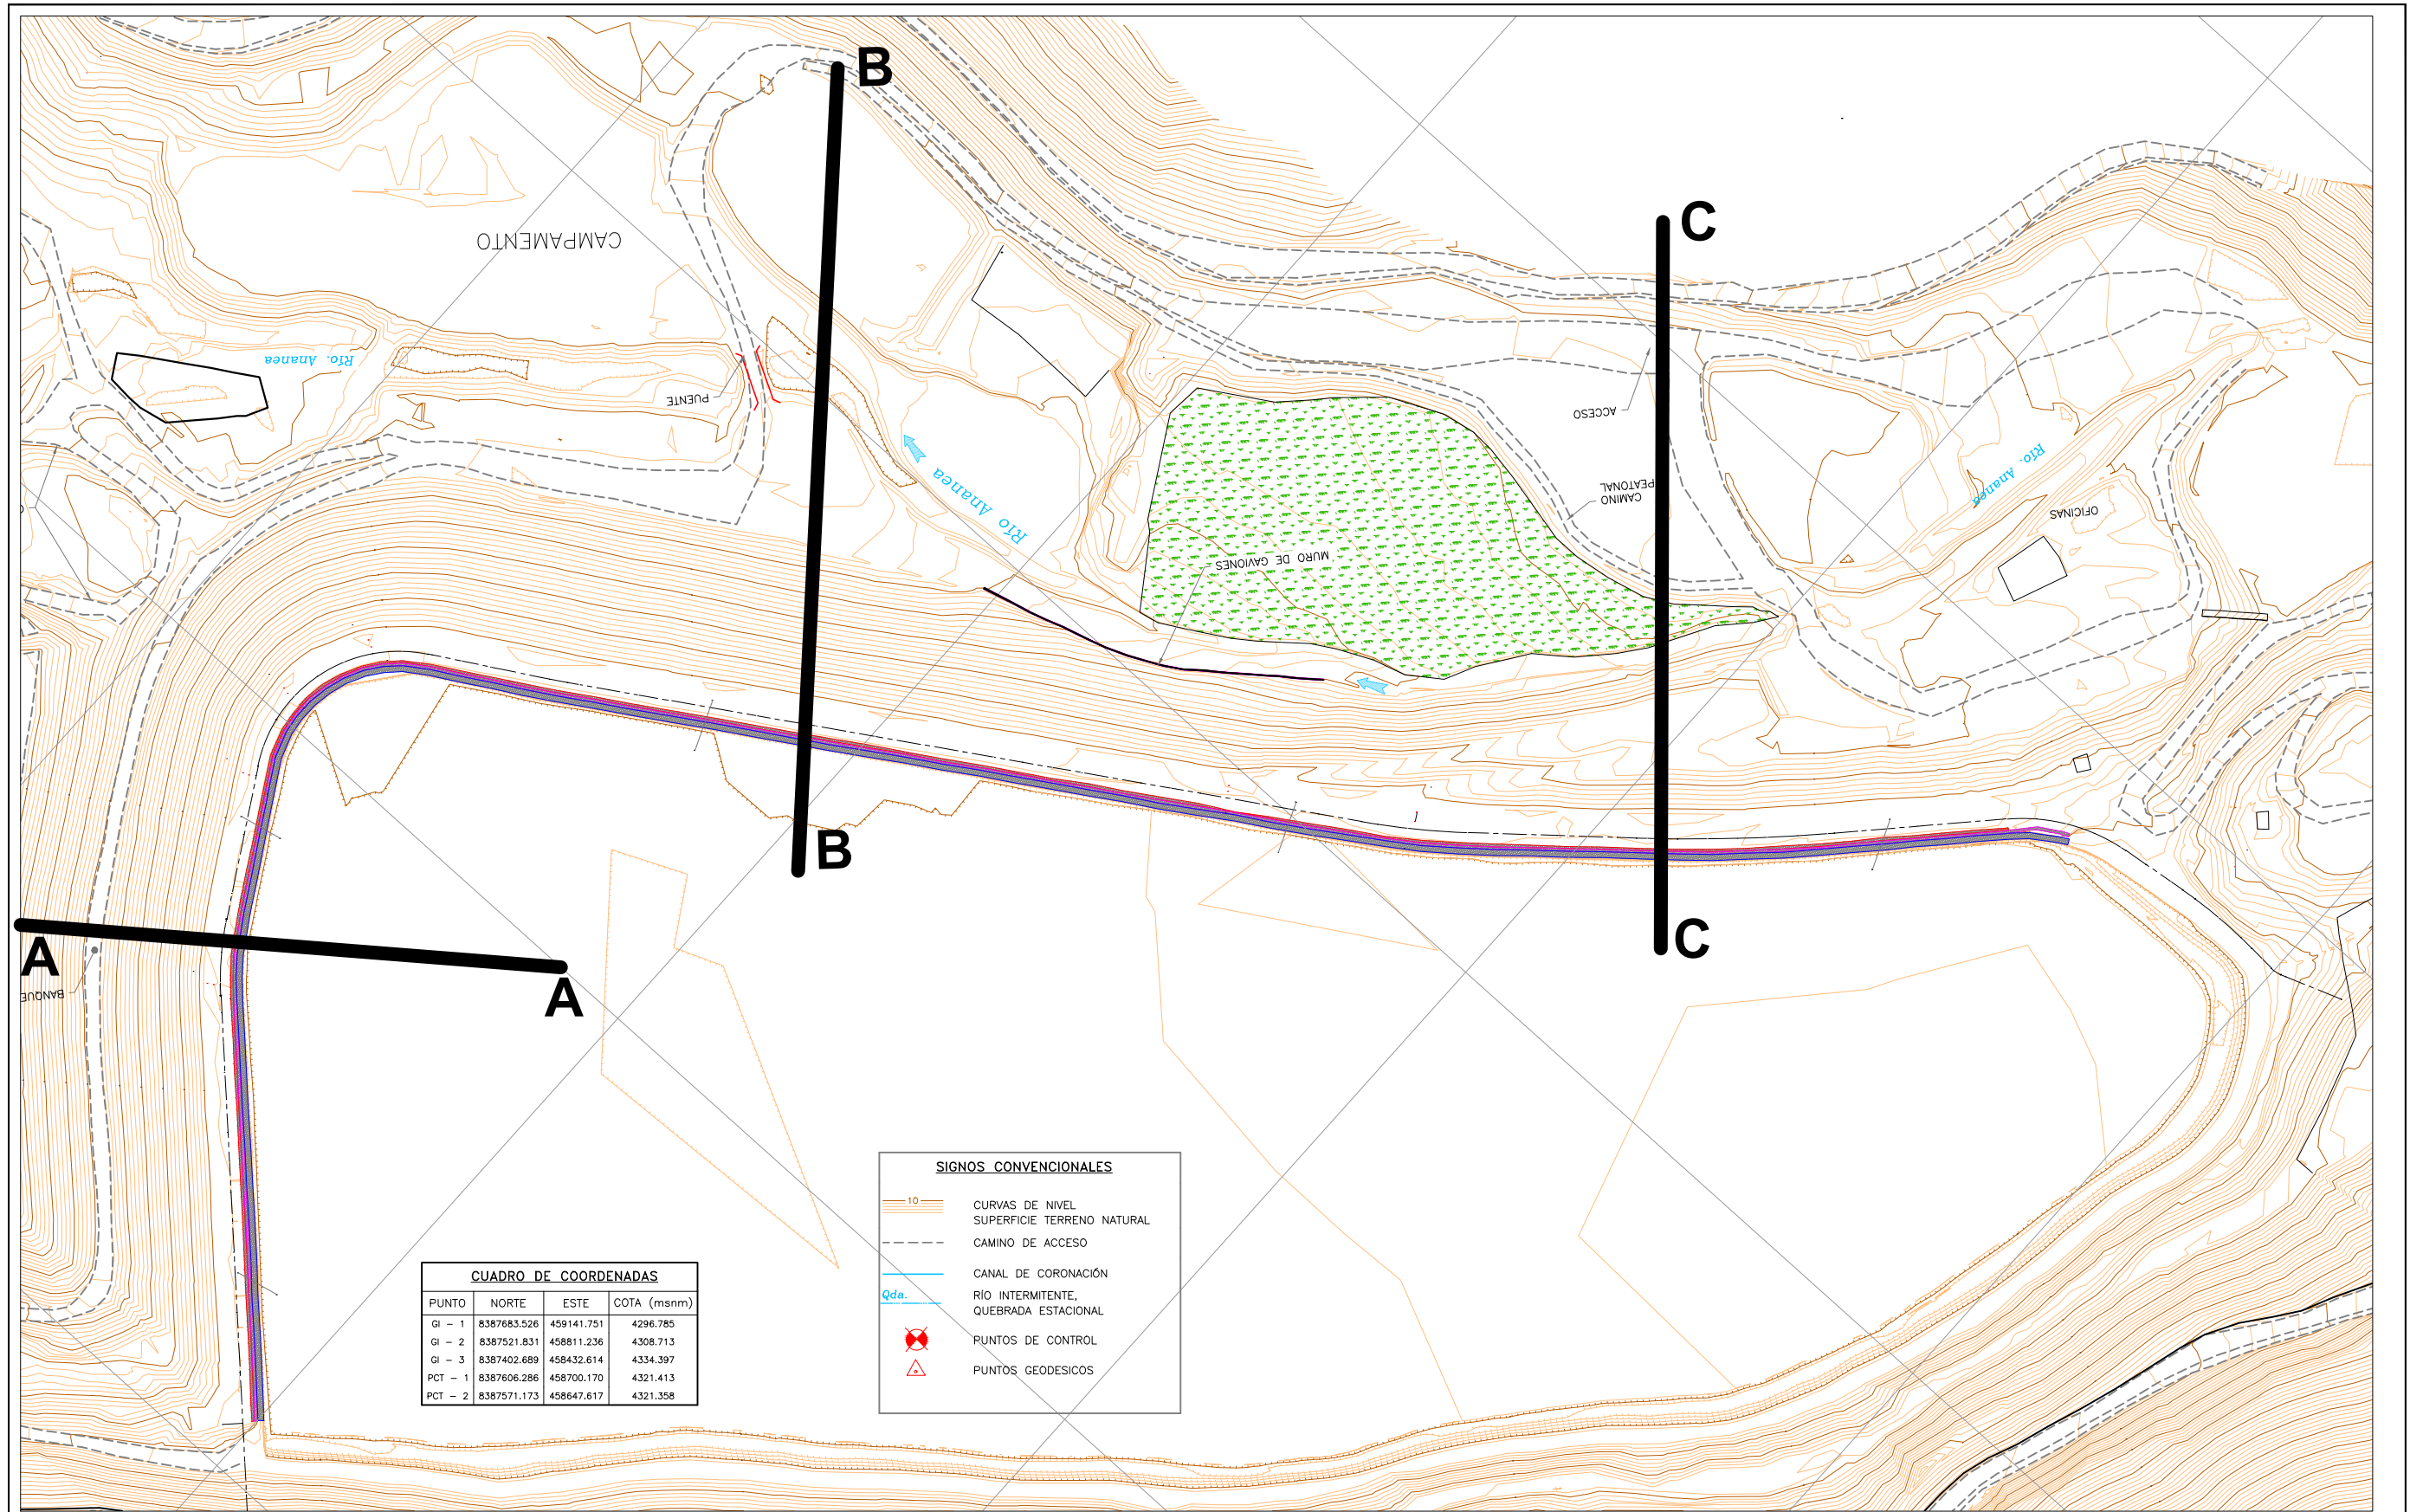 B
C
CAMPAMENTO
Río. Ananea
PUENTE
ACCESO
Río Ananea
CAMINO
PEATONAL
Río. Ananea
OFICINAS
MURO DE GAVIONES
B
A
A
BANQUE
C
SIGNOS CONVENCIONALES
10
CURVAS DE NIVEL
SUPERFICIE TERRENO NATURAL
CAMINO DE ACCESO
CANAL DE CORONACIÓN
Qda.
RÍO INTERMITENTE,
QUEBRADA ESTACIONAL
PUNTOS DE CONTROL
PUNTOS GEODESICOS
CUADRO DE COORDENADAS
PUNTO NORTE ESTE COTA (msnm)
GI - 1 8387683.526 459141.751 4296.785
GI - 2 8387521.831 458811.236 4308.713
GI - 3 8387402.689 458432.614 4334.397
PCT - 1 8387606.286 458700.170 4321.413
PCT - 2 8387571.173 458647.617 4321.358